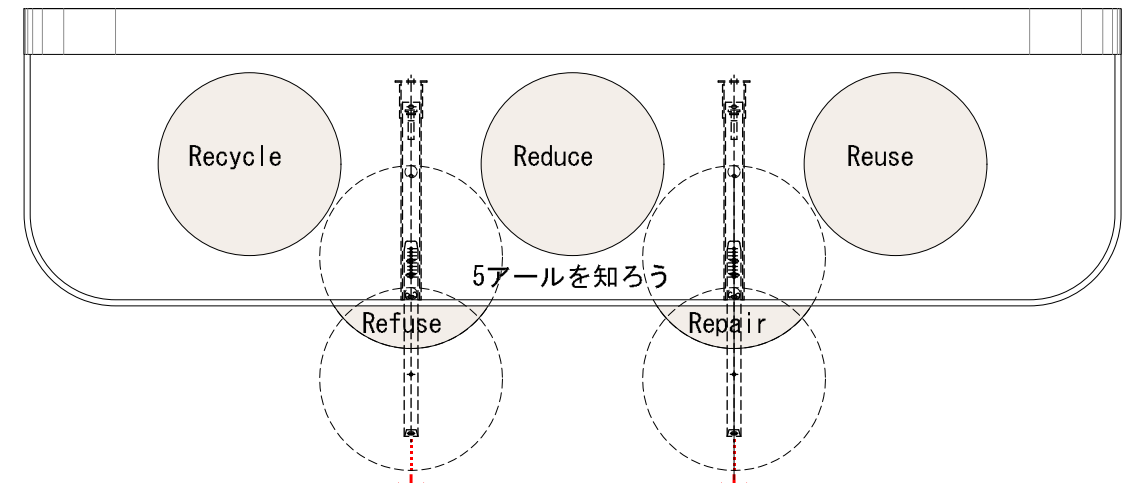 Recycle
Reduce
Reuse
5アールを知ろう
Refuse
Repair